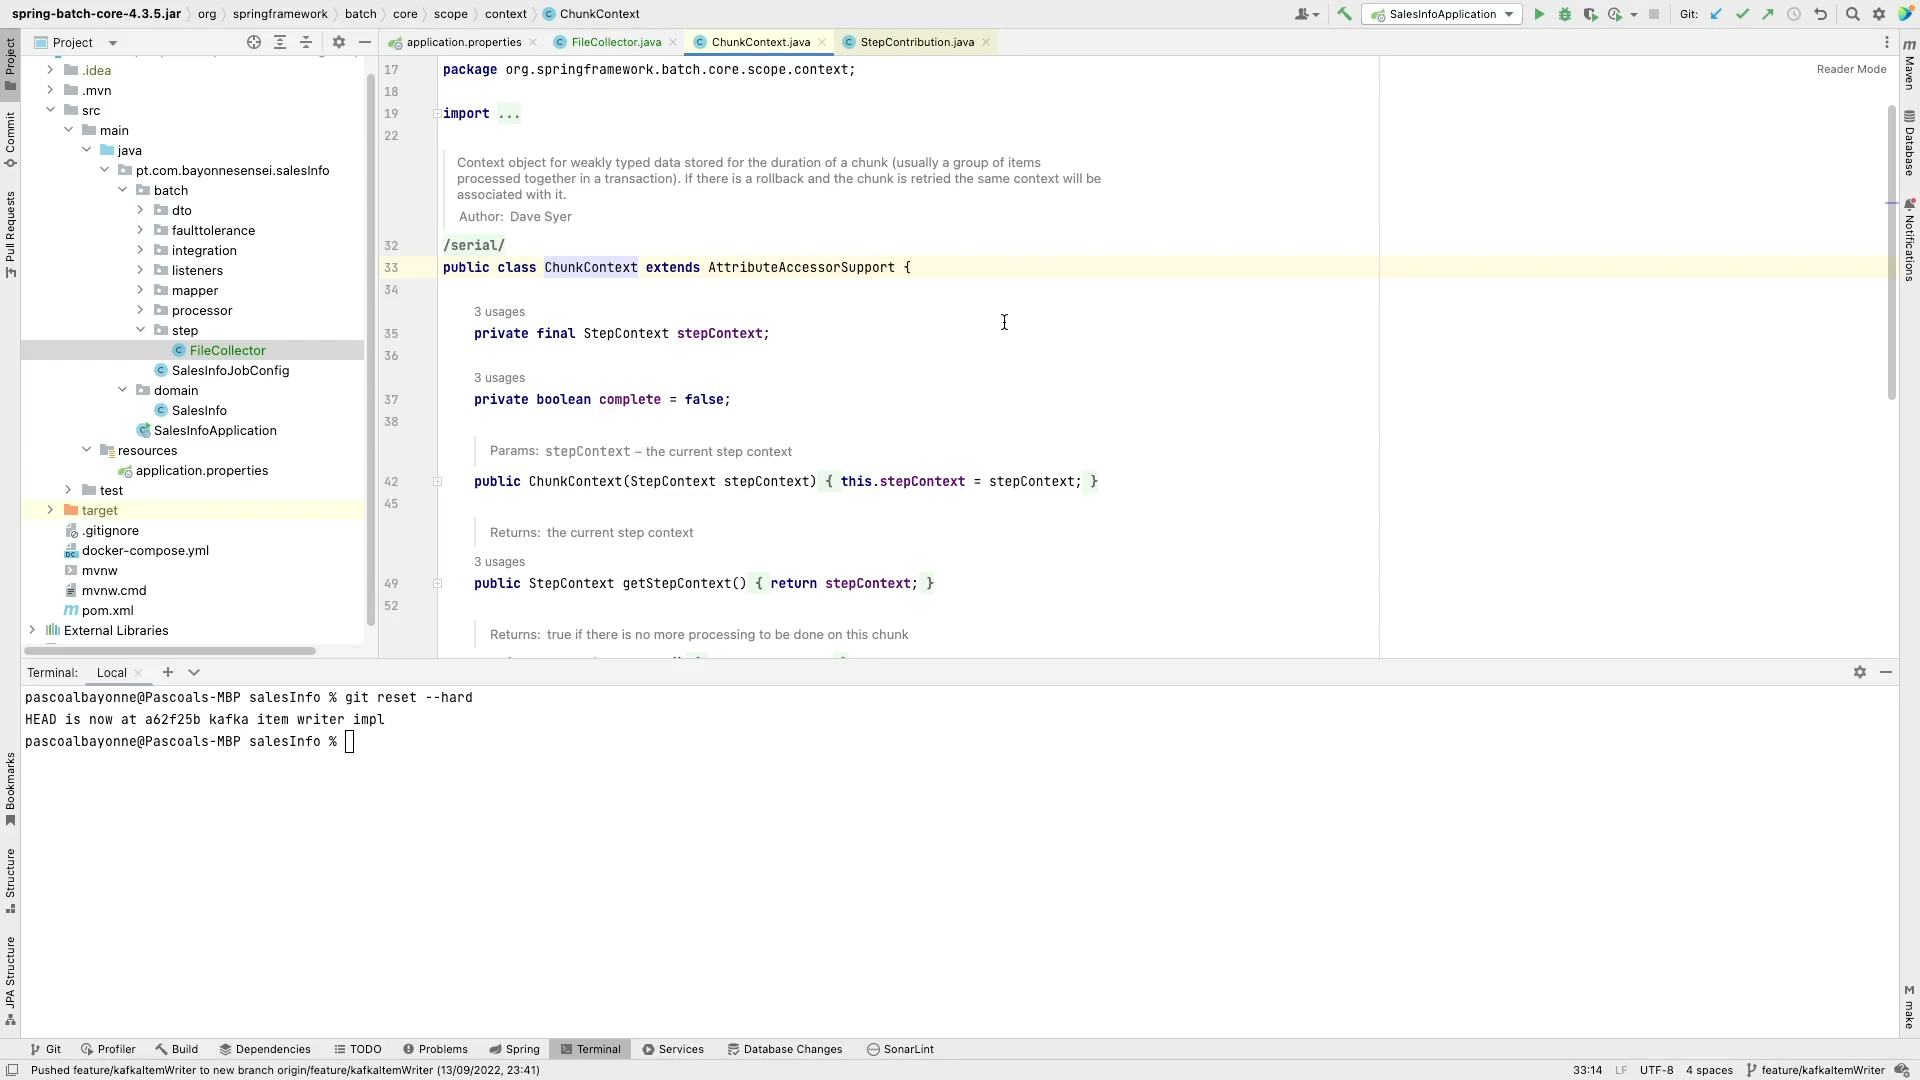 spring-batch-core-4.3.5.jar org springframework batch core scope context ChunkContext
SalesInfoApplication
Git:
Project
application.properties
FileCollector.java
ChunkContext.java
StepContribution.java
.idea
.mvn
src
main
java
pt.com.bayonnesensei.salesInfo
batch
dto
faulttolerance
integration
listeners
mapper
processor
step
FileCollector
SalesInfoJobConfig
domain
SalesInfo
SalesInfoApplication
resources
application.properties
test
target
.gitignore
docker-compose.yml
mvnw
mvnw.cmd
pom.xml
External Libraries
Reader Mode
17 package org.springframework.batch.core.scope.context;
18
19 import ...
22
Context object for weakly typed data stored for the duration of a chunk (usually a group of items
processed together in a transaction). If there is a rollback and the chunk is retried the same context will be
associated with it.
Author: Dave Syer
32 /serial/
33 public class ChunkContext extends AttributeAccessorSupport {
34
3 usages
35 private final StepContext stepContext;
36
3 usages
37 private boolean complete = false;
38
Params: stepContext – the current step context
42 public ChunkContext(StepContext stepContext) { this.stepContext = stepContext; }
45
Returns: the current step context
3 usages
49 public StepContext getStepContext() { return stepContext; }
52
Returns: true if there is no more processing to be done on this chunk
Terminal: Local
pascoalbayonne@Pascoals-MBP salesInfo % git reset --hard
HEAD is now at a62f25b kafka item writer impl
pascoalbayonne@Pascoals-MBP salesInfo %
Project
Commit
Pull Requests
Bookmarks
Structure
JPA Structure
Maven
Database
Notifications
make
Git Profiler Build Dependencies TODO Problems Spring Terminal Services Database Changes SonarLint
Pushed feature/kafkaItemWriter to new branch origin/feature/kafkaItemWriter (13/09/2022, 23:41)
33:14 LF UTF-8 4 spaces feature/kafkaItemWriter